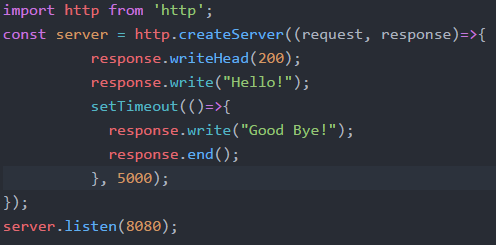 import http from 'http';
const server = http.createServer((request, response)=>{
response.writeHead(200);
response.write("Hello!");
setTimeout(()=>{
response.write("Good Bye!");
response.end();
}, 5000);
});
server.listen(8080);